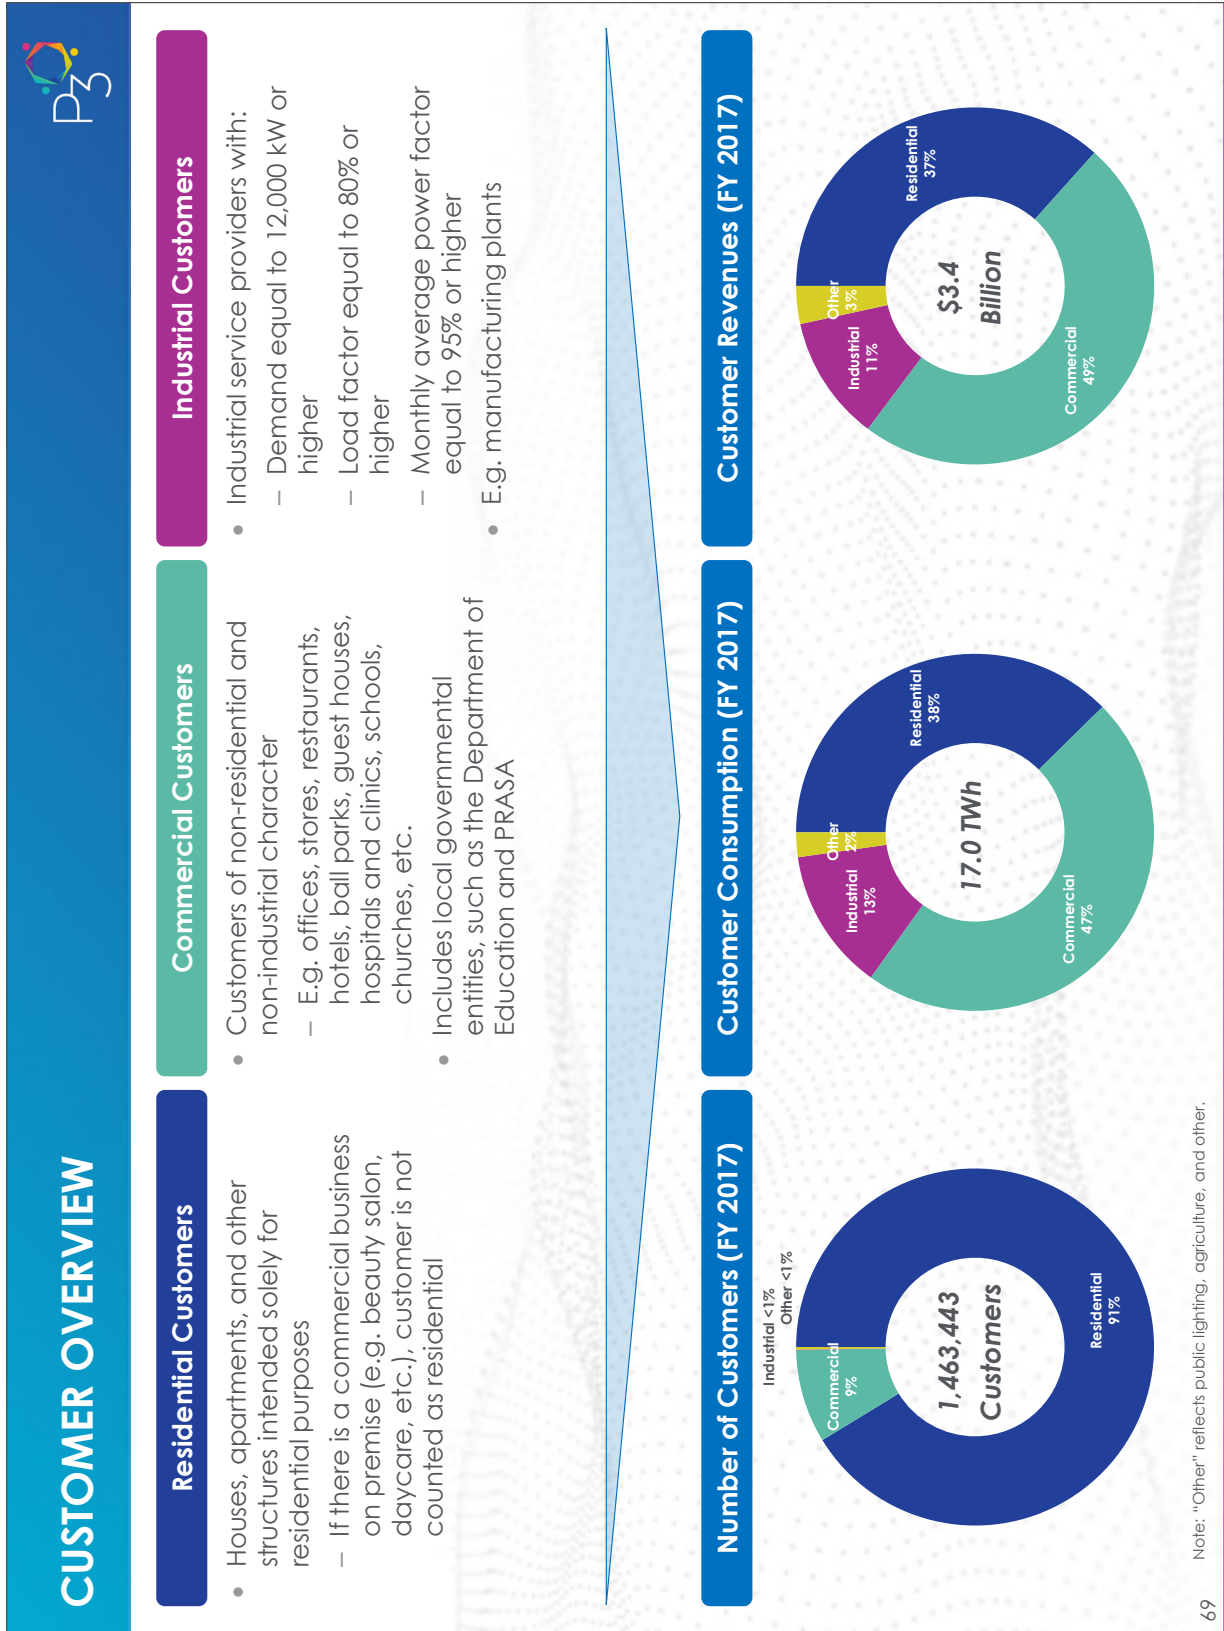 CUSTOMER OVERVIEW
P3
Residential Customers
• Houses, apartments, and other
structures intended solely for
residential purposes
– If there is a commercial business
on premise (e.g. beauty salon,
daycare, etc.), customer is not
counted as residential
Commercial Customers
• Customers of non-residential and
non-industrial character
– E.g. offices, stores, restaurants,
hotels, ball parks, guest houses,
hospitals and clinics, schools,
churches, etc.
• Includes local governmental
entities, such as the Department of
Education and PRASA
Industrial Customers
• Industrial service providers with:
– Demand equal to 12,000 kW or
higher
– Load factor equal to 80% or
higher
– Monthly average power factor
equal to 95% or higher
• E.g. manufacturing plants
Number of Customers (FY 2017)
Industrial <1%
Other <1%
Commercial
9%
1,463,443
Customers
Residential
91%
Customer Consumption (FY 2017)
Other
2%
Industrial
13%
Residential
38%
17.0 TWh
Commercial
47%
Customer Revenues (FY 2017)
Other
3%
Industrial
11%
Residential
37%
$3.4
Billion
Commercial
49%
Note: “Other” reflects public lighting, agriculture, and other.
69